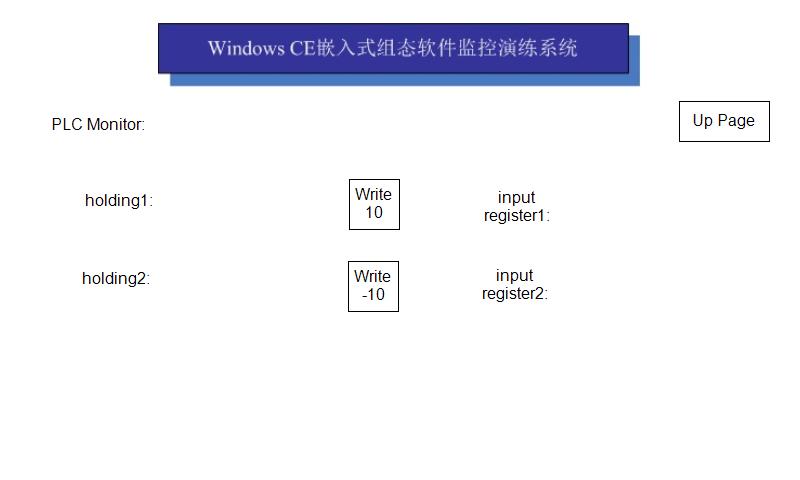 Windows CE嵌入式组态软件监控演练系统
PLC Monitor:
Up Page
holding1:
Write
10
input
register1:
holding2:
Write
-10
input
register2: